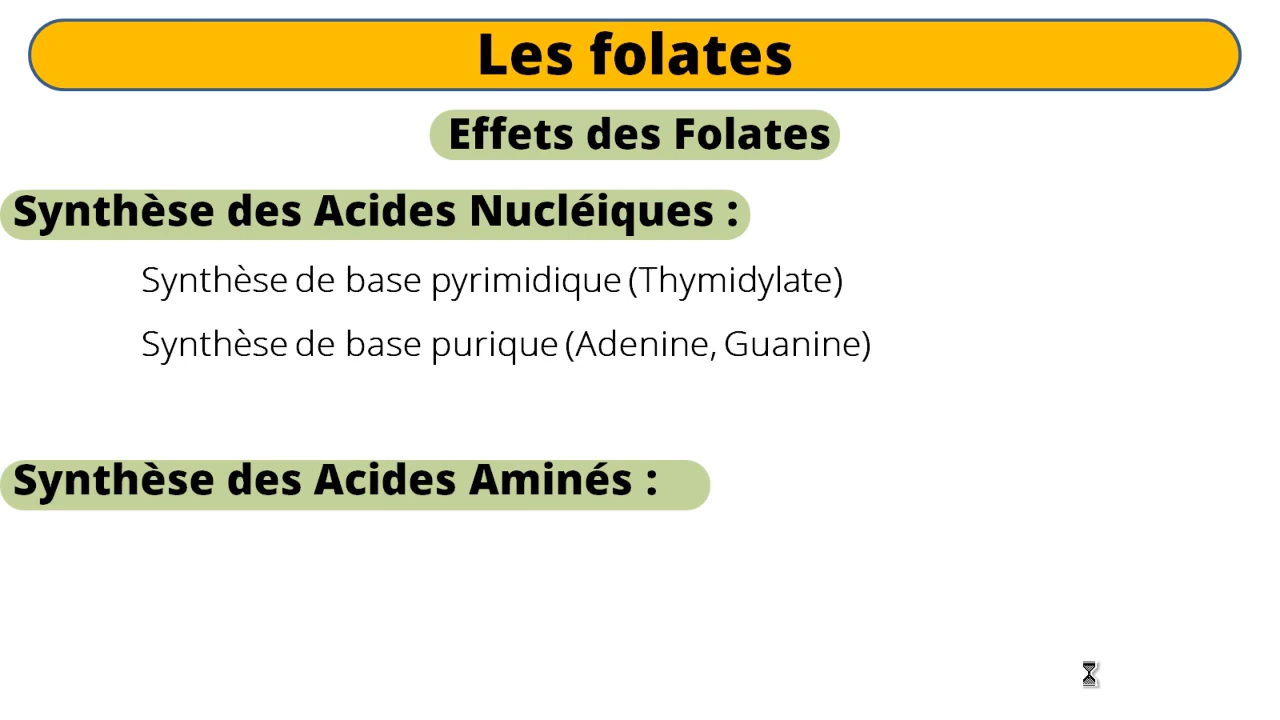 Les folates
Effets des Folates
Synthèse des Acides Nucléiques :
Synthèse de base pyrimidique (Thymidylate)
Synthèse de base purique (Adenine, Guanine)
Synthèse des Acides Aminés :